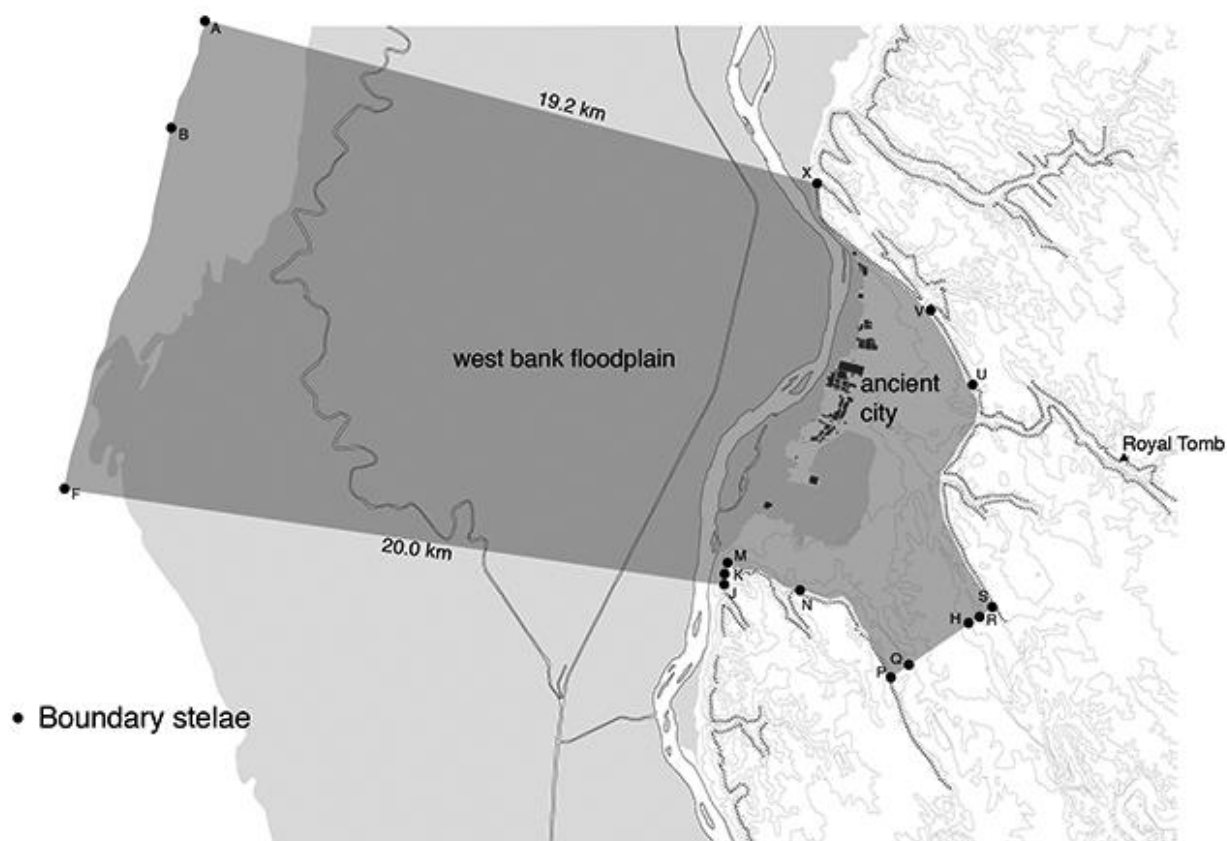 A
B
19.2 km
X
V
west bank floodplain
ancient
city
U
Royal Tomb
F
20.0 km
M
K
J
N
S
H
R
Q
P
Boundary stelae